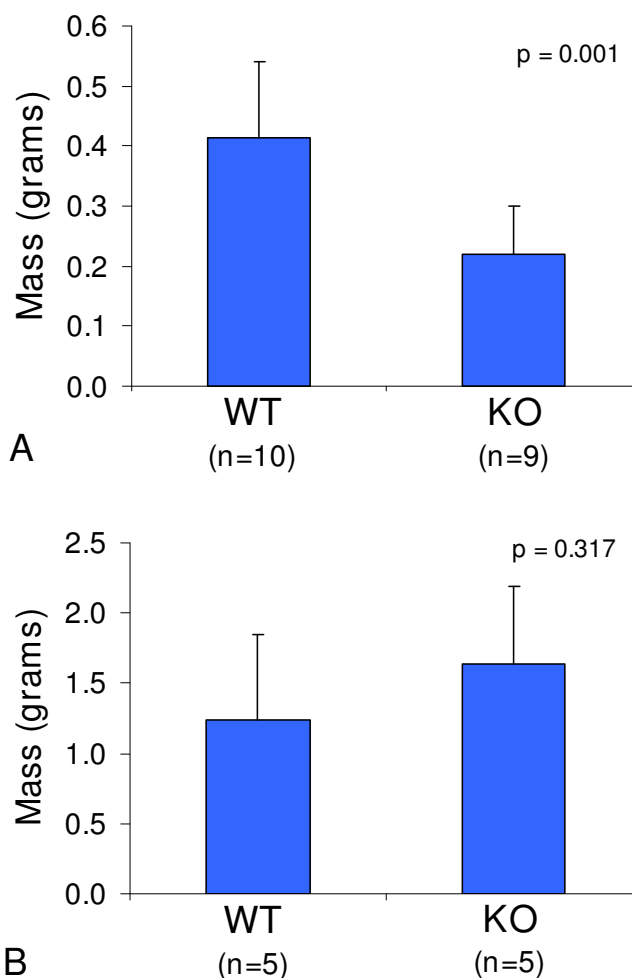 0.6
p = 0.001
0.5
0.4
0.3
0.2
0.1
0.0
Mass (grams)
WT KO
A (n=10) (n=9)
2.5
p = 0.317
2.0
1.5
1.0
0.5
0.0
Mass (grams)
WT KO
B (n=5) (n=5)